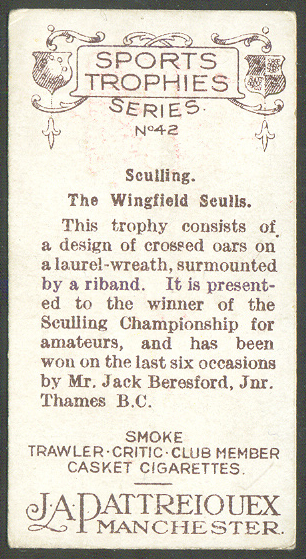 SPORTS
TROPHIES
SERIES.
No 42
Sculling.
The Wingfield Sculls.
This trophy consists of
a design of crossed oars on
a laurel-wreath, surmounted
by a riband. It is present-
ed to the winner of the
Sculling Championship for
amateurs, and has been
won on the last six occasions
by Mr. Jack Beresford, Jnr.
Thames B.C.
SMOKE
TRAWLER·CRITIC·CLUB MEMBER
CASKET CIGARETTES.
J.A. PATTREIOUEX
MANCHESTER.